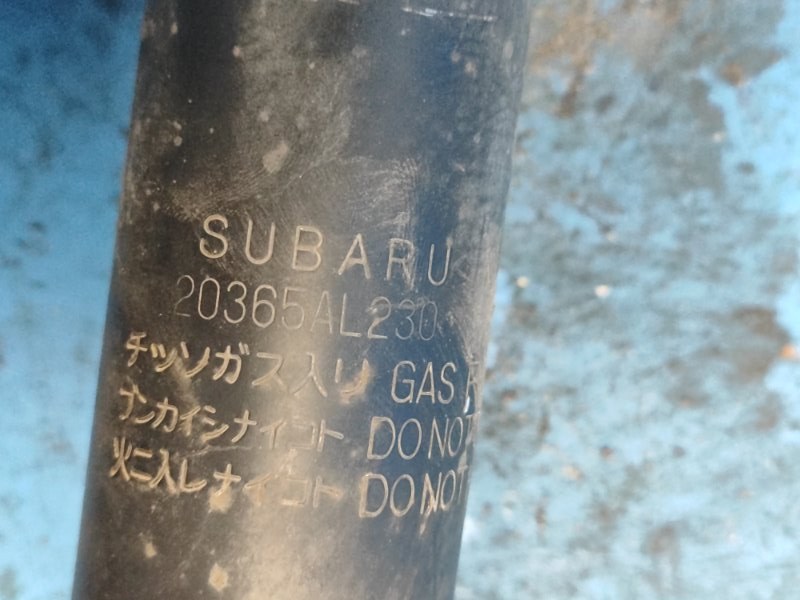 SUBARU
20365AL230
チッソガス入リ GAS
ブンカイシナイコト DO NOT
火ニ入レナイコト DO NOT